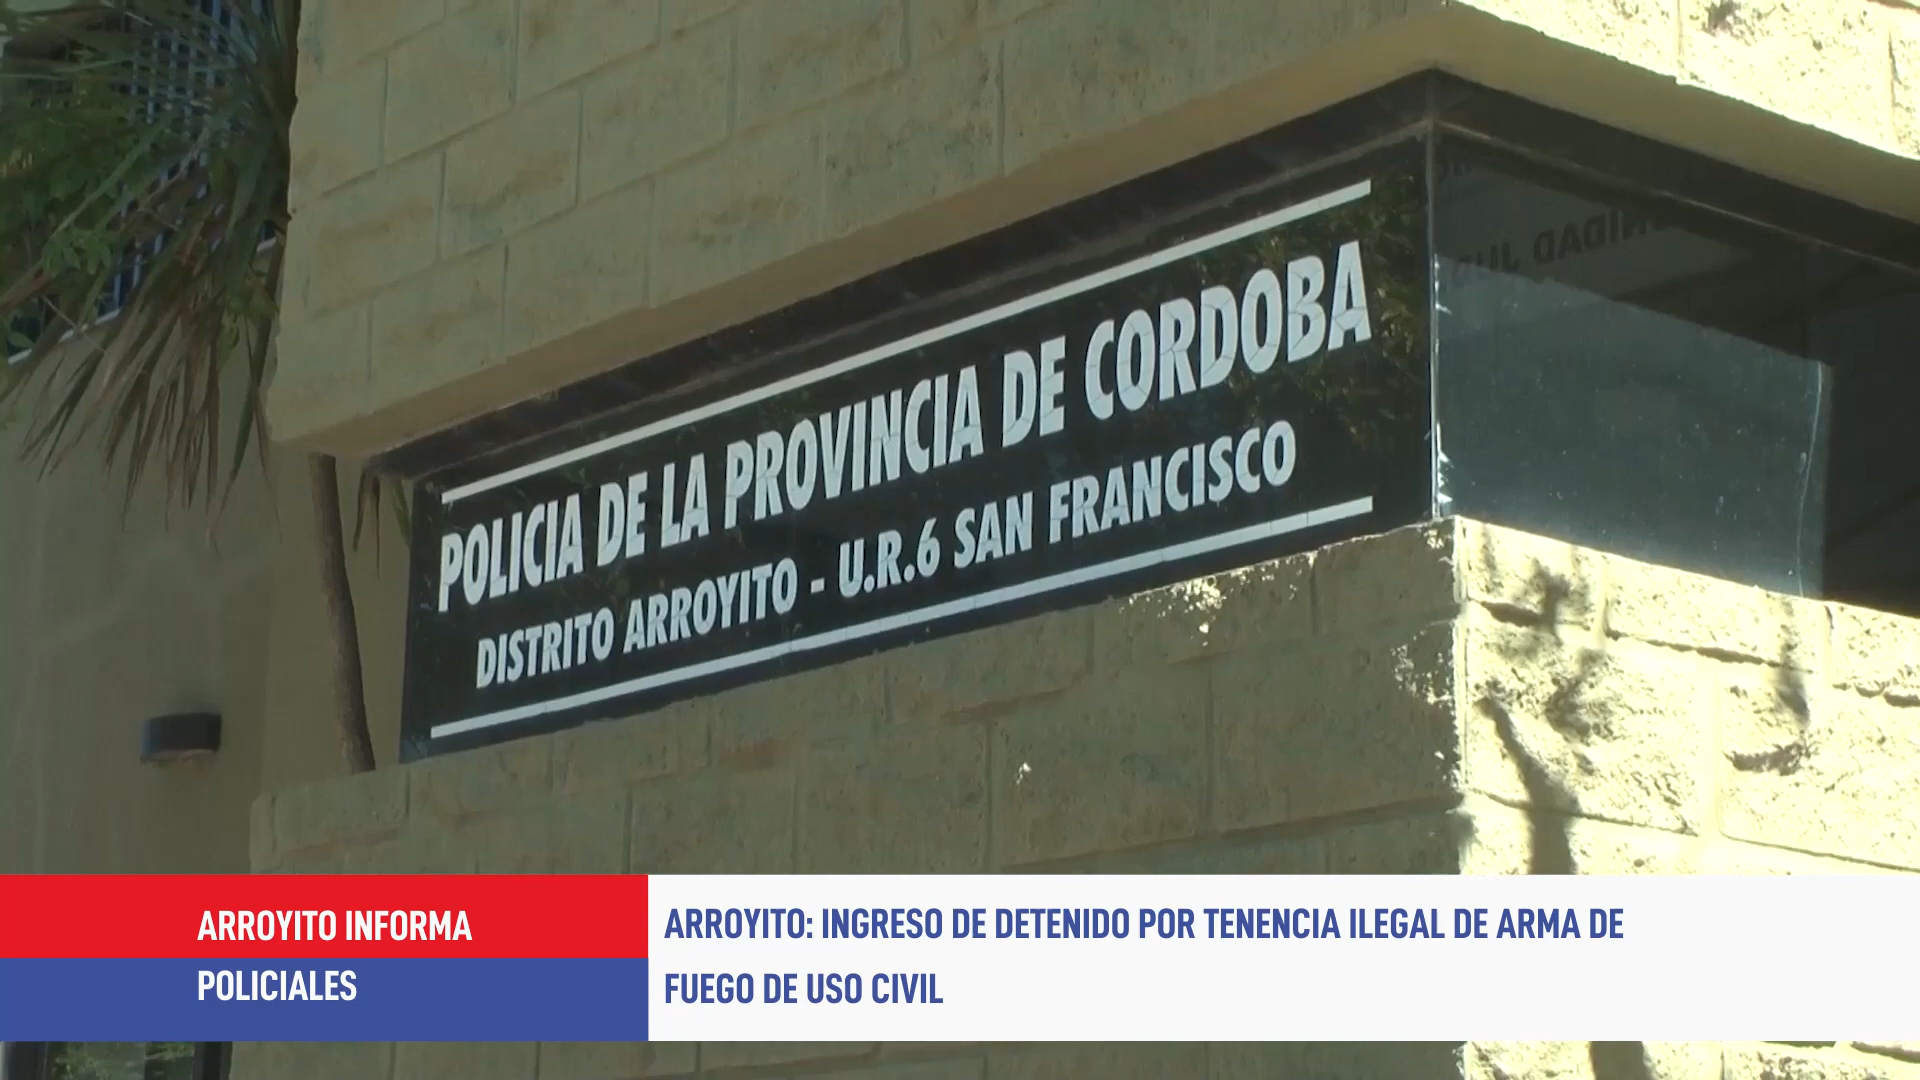 POLICIA DE LA PROVINCIA DE CORDOBA
DISTRITO ARROYITO - U.R.6 SAN FRANCISCO
ARROYITO INFORMA
POLICIALES
ARROYITO: INGRESO DE DETENIDO POR TENENCIA ILEGAL DE ARMA DE
FUEGO DE USO CIVIL